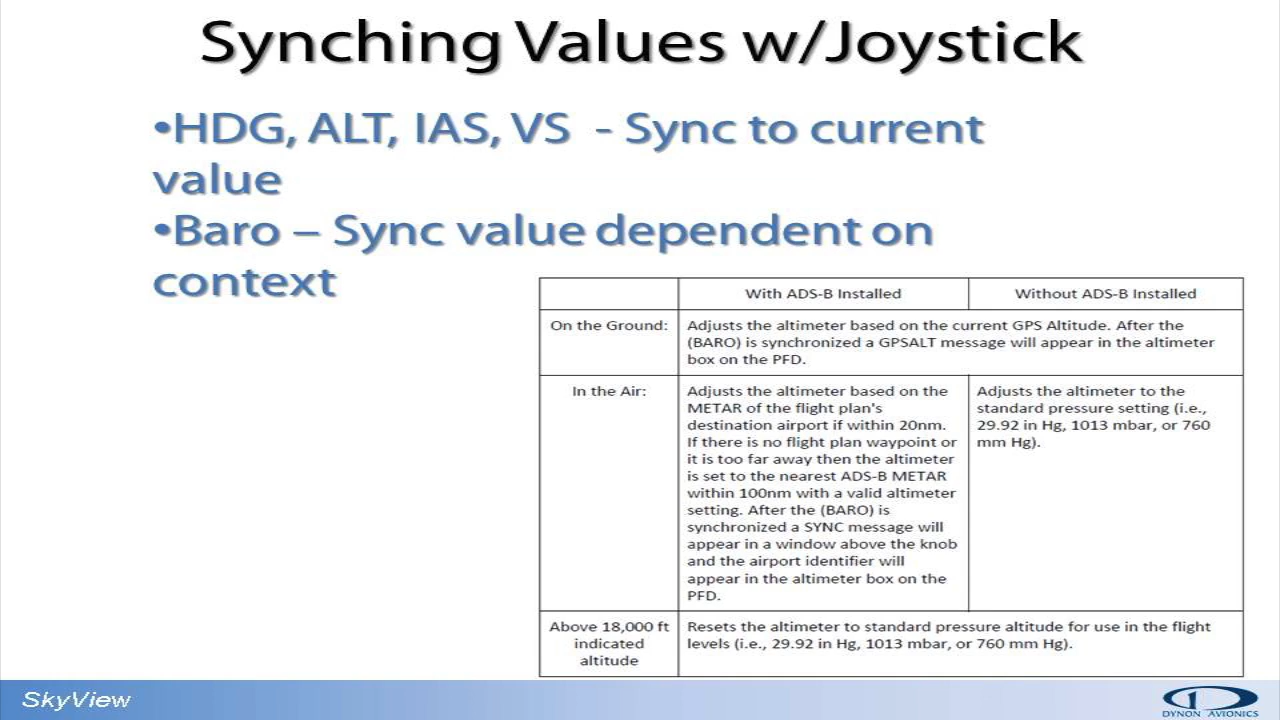 Synching Values w/Joystick
•HDG, ALT, IAS, VS - Sync to current
value
•Baro – Sync value dependent on
context
With ADS-B Installed
Without ADS-B Installed
On the Ground:
Adjusts the altimeter based on the current GPS Altitude. After the
(BARO) is synchronized a GPSALT message will appear in the altimeter
box on the PFD.
In the Air:
Adjusts the altimeter based on the
METAR of the flight plan's
destination airport if within 20nm.
If there is no flight plan waypoint or
it is too far away then the altimeter
is set to the nearest ADS-B METAR
within 100nm with a valid altimeter
setting. After the (BARO) is
synchronized a SYNC message will
appear in a window above the knob
and the airport identifier will
appear in the altimeter box on the
PFD.
Adjusts the altimeter to the
standard pressure setting (i.e.,
29.92 in Hg, 1013 mbar, or 760
mm Hg).
Above 18,000 ft
indicated
altitude
Resets the altimeter to standard pressure altitude for use in the flight
levels (i.e., 29.92 in Hg, 1013 mbar, or 760 mm Hg).
SkyView
DYNON AVIONICS